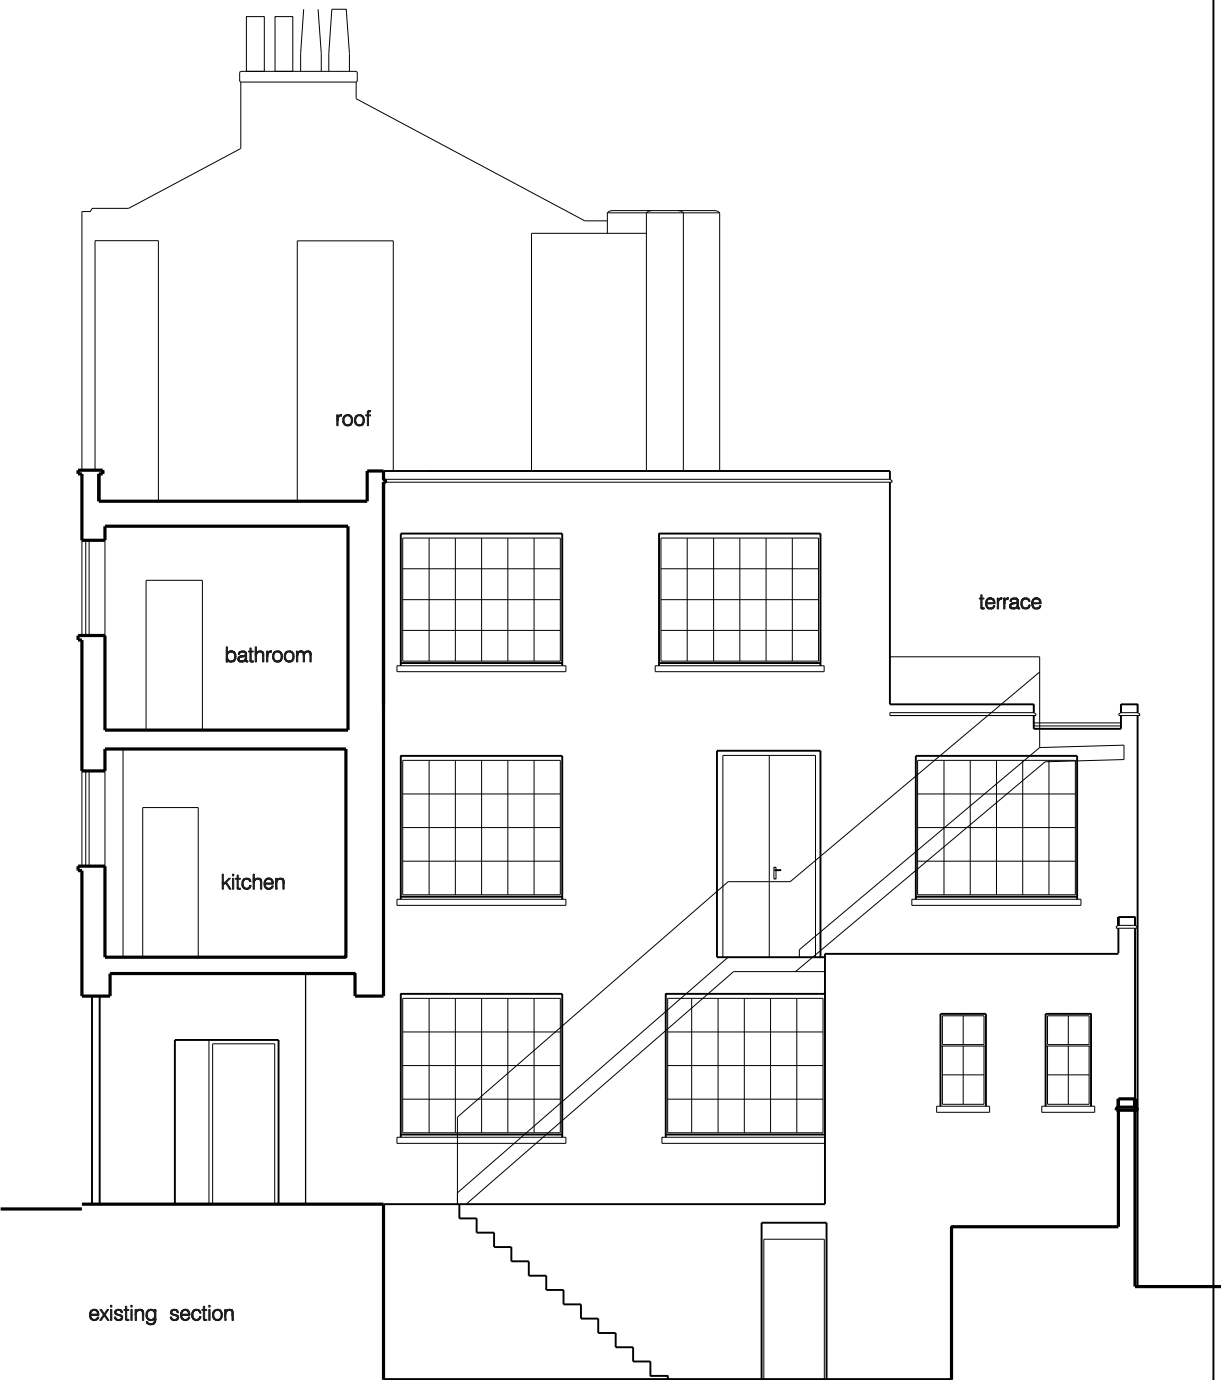 roof
terrace
bathroom
kitchen
existing section